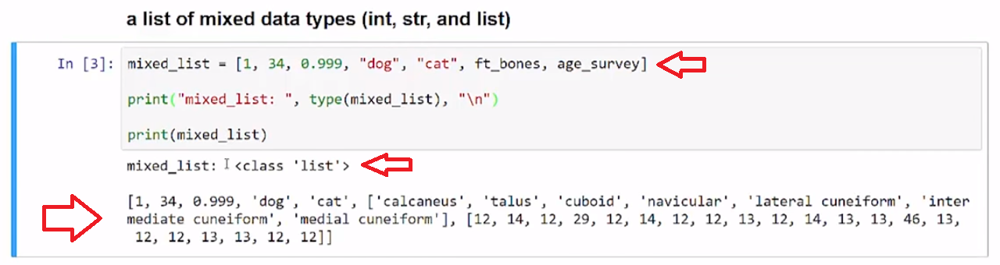 a list of mixed data types (int, str, and list)
In [3]: mixed_list = [1, 34, 0.999, "dog", "cat", ft_bones, age_survey]
print("mixed_list: ", type(mixed_list), "\n")
print(mixed_list)
mixed_list:  <class 'list'>
[1, 34, 0.999, 'dog', 'cat', ['calcaneus', 'talus', 'cuboid', 'navicular', 'lateral cuneiform', 'inter
mediate cuneiform', 'medial cuneiform'], [12, 14, 12, 29, 12, 14, 12, 12, 13, 12, 14, 13, 13, 46, 13,
12, 12, 13, 13, 12, 12]]